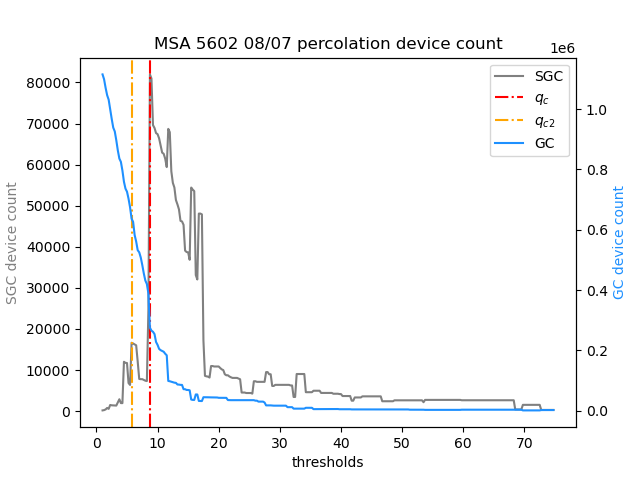 MSA 5602 08/07 percolation device count
1e6
SGC
q_c
q_c2
GC
80000
70000
60000
50000
40000
30000
20000
10000
0
SGC device count
1.0
0.8
0.6
0.4
0.2
0.0
GC device count
0 10 20 30 40 50 60 70
thresholds